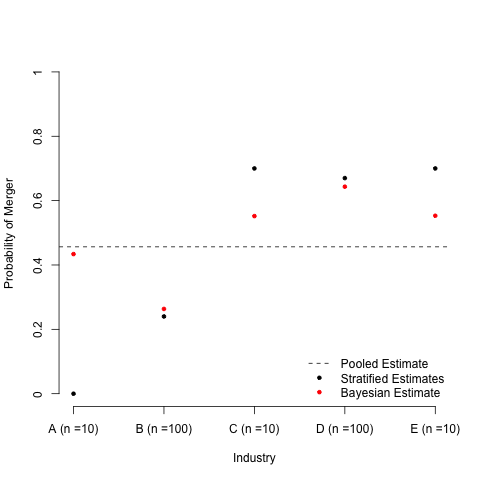 Probability of Merger
1
0.8
0.6
0.4
0.2
0
Pooled Estimate
Stratified Estimates
Bayesian Estimate
A (n =10) B (n =100) C (n =10) D (n =100) E (n =10)
Industry